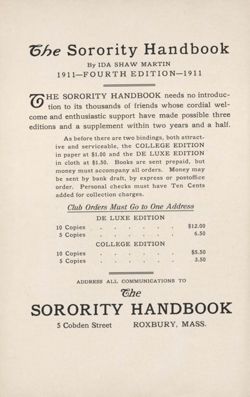 The Sorority Handbook
By IDA SHAW MARTIN
1911—FOURTH EDITION—1911
THE SORORITY HANDBOOK needs no introduc-
tion to its thousands of friends whose cordial wel-
come and enthusiastic support have made possible three
editions and a supplement within two years and a half.
As before there are two bindings, both attract-
ive and serviceable, the COLLEGE EDITION
in paper at $1.00 and the DE LUXE EDITION
in cloth at $1.50. Books are sent prepaid, but
money must accompany all orders. Money may
be sent by bank draft, by express or postoffice
order. Personal checks must have Ten Cents
added for collection charges.
Club Orders Must Go to One Address
DE LUXE EDITION
10 Copies . . . . . . $12.00
5 Copies . . . . . . 6.50
COLLEGE EDITION
10 Copies . . . . . . $5.50
5 Copies . . . . . . 3.50
ADDRESS ALL COMMUNICATIONS TO
The
SORORITY HANDBOOK
5 Cobden Street ROXBURY, MASS.